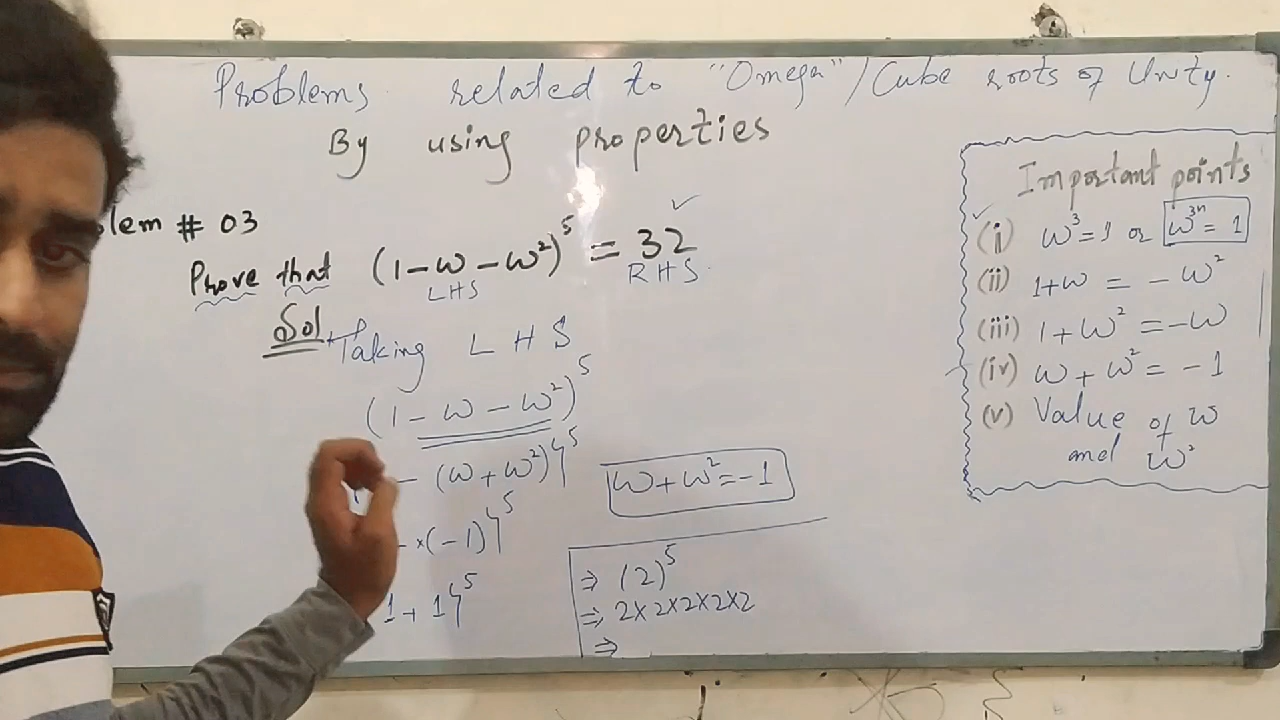 Problems related to "Omega" / Cube roots of Unity.
By using properties
lem # 03
Prove that (1-ω-ω²)⁵ = 32
LHS RHS
Sol. Taking LHS
(1-ω-ω²)⁵
- (ω+ω²)}⁵
ω+ω²=-1
-×(-1)}⁵
1+1}⁵
⇒ (2)⁵
⇒ 2×2×2×2×2
⇒
Important points
(i) ω³=1 or ω³ⁿ=1
(ii) 1+ω = -ω²
(iii) 1+ω² = -ω
(iv) ω+ω² = -1
(v) Value of ω
and ω²